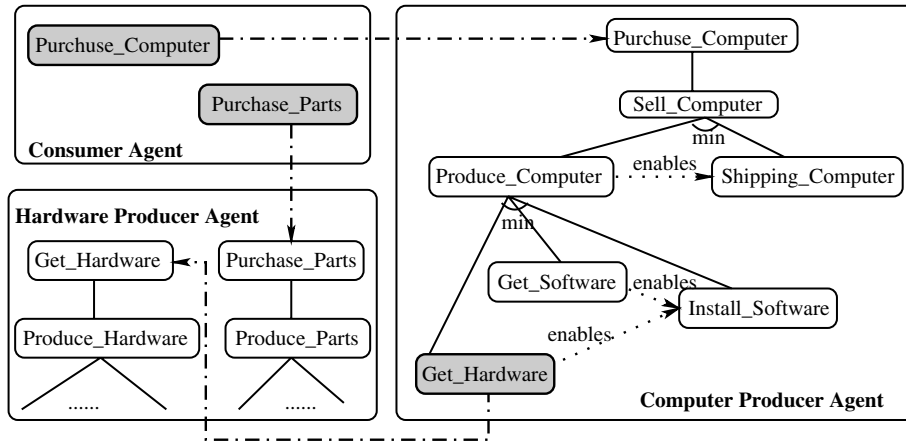 Purchuse_Computer
Purchase_Parts
Consumer Agent
Hardware Producer Agent
Get_Hardware
Purchase_Parts
Produce_Hardware
Produce_Parts
......
......
Purchuse_Computer
Sell_Computer
min
Produce_Computer
enables
Shipping_Computer
min
Get_Software
enables
Install_Software
enables
Get_Hardware
Computer Producer Agent